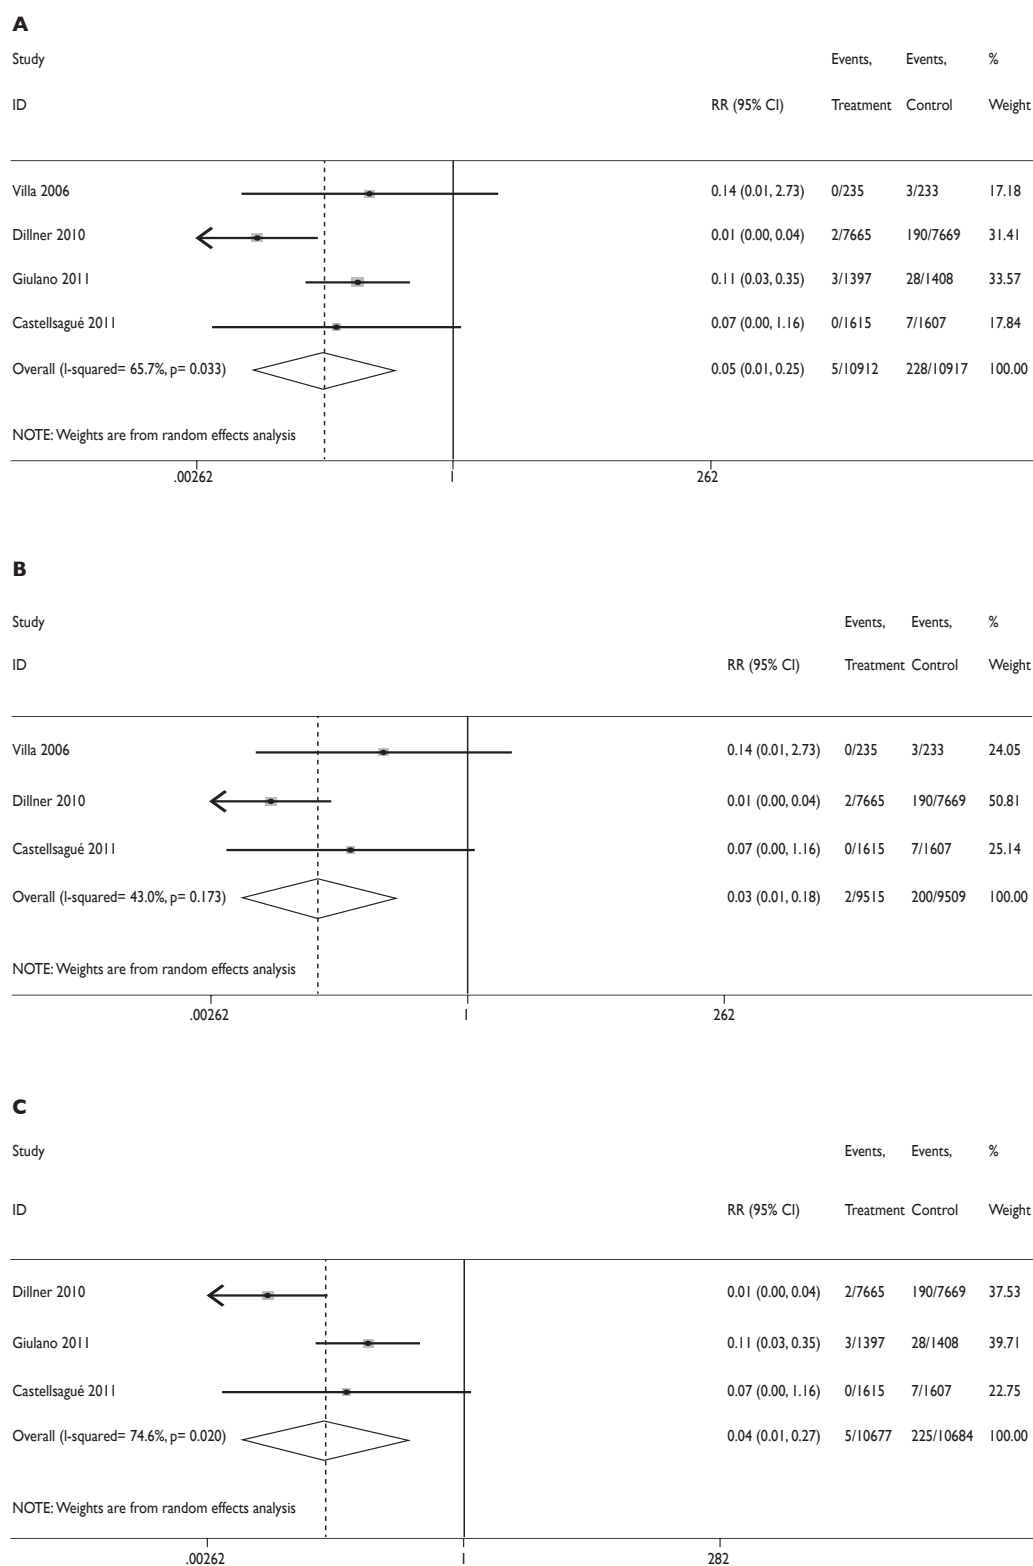 A
Study Events, Events, %
ID RR (95% CI) Treatment Control Weight
Villa 2006 0.14 (0.01, 2.73) 0/235 3/233 17.18
Dillner 2010 0.01 (0.00, 0.04) 2/7665 190/7669 31.41
Giulano 2011 0.11 (0.03, 0.35) 3/1397 28/1408 33.57
Castellsagué 2011 0.07 (0.00, 1.16) 0/1615 7/1607 17.84
Overall (I-squared= 65.7%, p= 0.033) 0.05 (0.01, 0.25) 5/10912 228/10917 100.00
NOTE: Weights are from random effects analysis
.00262 1 262
B
Study Events, Events, %
ID RR (95% CI) Treatment Control Weight
Villa 2006 0.14 (0.01, 2.73) 0/235 3/233 24.05
Dillner 2010 0.01 (0.00, 0.04) 2/7665 190/7669 50.81
Castellsagué 2011 0.07 (0.00, 1.16) 0/1615 7/1607 25.14
Overall (I-squared= 43.0%, p= 0.173) 0.03 (0.01, 0.18) 2/9515 200/9509 100.00
NOTE: Weights are from random effects analysis
.00262 1 262
C
Study Events, Events, %
ID RR (95% CI) Treatment Control Weight
Dillner 2010 0.01 (0.00, 0.04) 2/7665 190/7669 37.53
Giulano 2011 0.11 (0.03, 0.35) 3/1397 28/1408 39.71
Castellsagué 2011 0.07 (0.00, 1.16) 0/1615 7/1607 22.75
Overall (I-squared= 74.6%, p= 0.020) 0.04 (0.01, 0.27) 5/10677 225/10684 100.00
NOTE: Weights are from random effects analysis
.00262 1 282